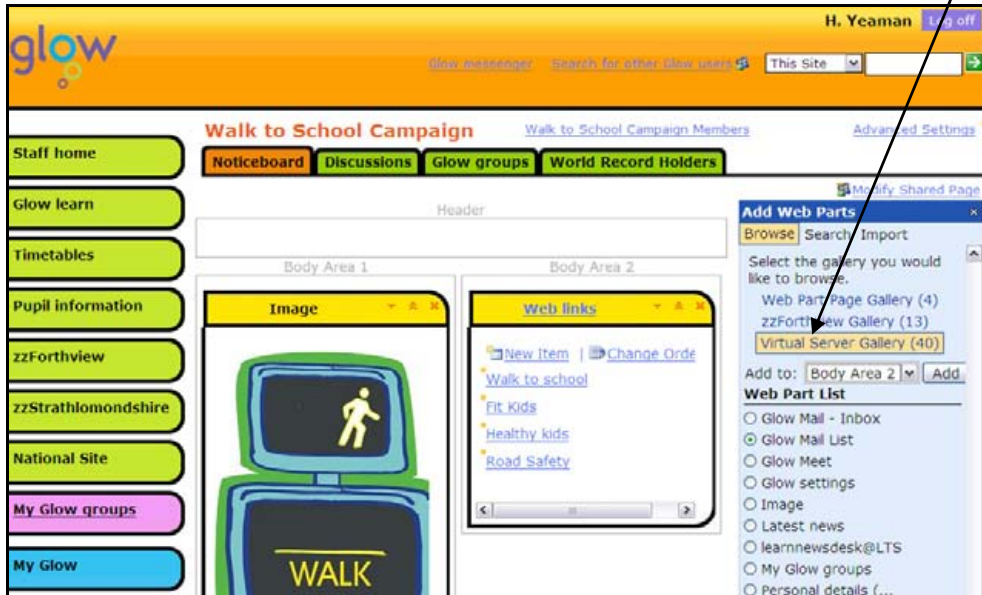 H. Yeaman Log off
glow
Glow messenger Search for other Glow users This Site
Walk to School Campaign Walk to School Campaign Members Advanced Settings
Noticeboard Discussions Glow groups World Record Holders
Modify Shared Page
Staff home
Glow learn
Timetables
Pupil information
zzForthview
zzStrathlomondshire
National Site
My Glow groups
My Glow
Header
Body Area 1 Body Area 2
Image
WALK
Web links
New Item | Change Orde
Walk to school
Fit Kids
Healthy kids
Road Safety
Add Web Parts ×
Browse Search Import
Select the gallery you would
like to browse.
Web Part Page Gallery (4)
zzForthview Gallery (13)
Virtual Server Gallery (40)
Add to: Body Area 2 Add
Web Part List
Glow Mail - Inbox
Glow Mail List
Glow Meet
Glow settings
Image
Latest news
learnnewsdesk@LTS
My Glow groups
Personal details (...